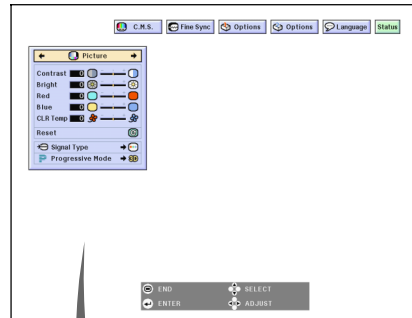 C.M.S. Fine Sync Options Options Language Status
Picture
Contrast 0
Bright 0
Red 0
Blue 0
CLR Temp 0
Reset
Signal Type
P Progressive Mode
END SELECT
ENTER ADJUST